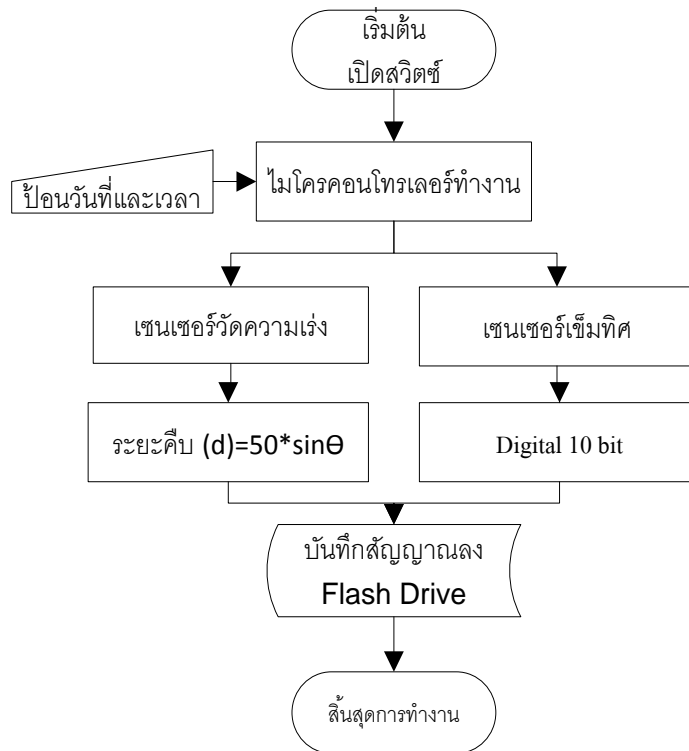 เริ่มต้น
เปิดสวิตซ์
ป้อนวันที่และเวลา
ไมโครคอนโทรเลอร์ทำงาน
เซนเซอร์วัดความเร่ง
เซนเซอร์เข็มทิศ
ระยะคืบ (d)=50*sinΘ
Digital 10 bit
บันทึกสัญญาณลง
Flash Drive
สิ้นสุดการทำงาน